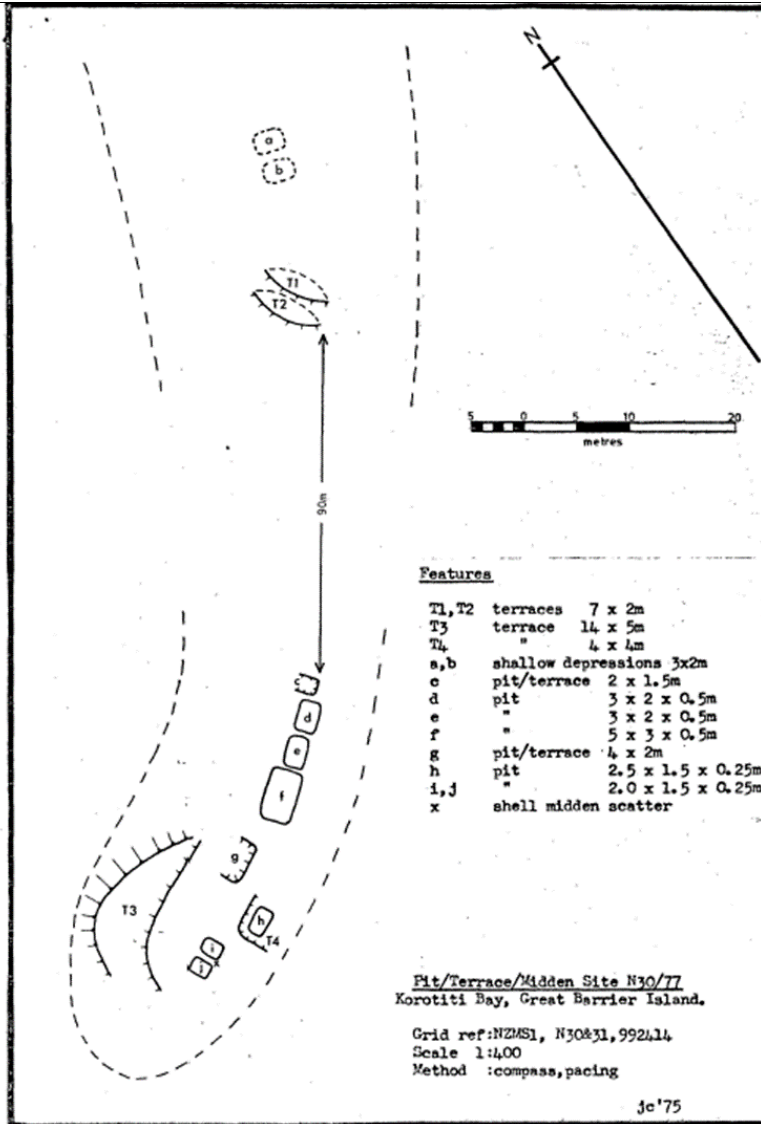 N
a
b
T1
T2
5 0 5 10 20
metres
90m
Features
T1,T2 terraces 7 x 2m
T3 terrace 14 x 5m
T4 " 4 x 4m
a,b shallow depressions 3x2m
c pit/terrace 2 x 1.5m
d pit 3 x 2 x 0.5m
e " 3 x 2 x 0.5m
f " 5 x 3 x 0.5m
g pit/terrace 4 x 2m
h pit 2.5 x 1.5 x 0.25m
i,j " 2.0 x 1.5 x 0.25m
x shell midden scatter
c
d
e
f
g
T3
h
T4
i
j
x
Pit/Terrace/Midden Site N30/77
Korotiti Bay, Great Barrier Island.
Grid ref:NZMS1, N30&31,992414
Scale 1:400
Method :compass,pacing
jc'75